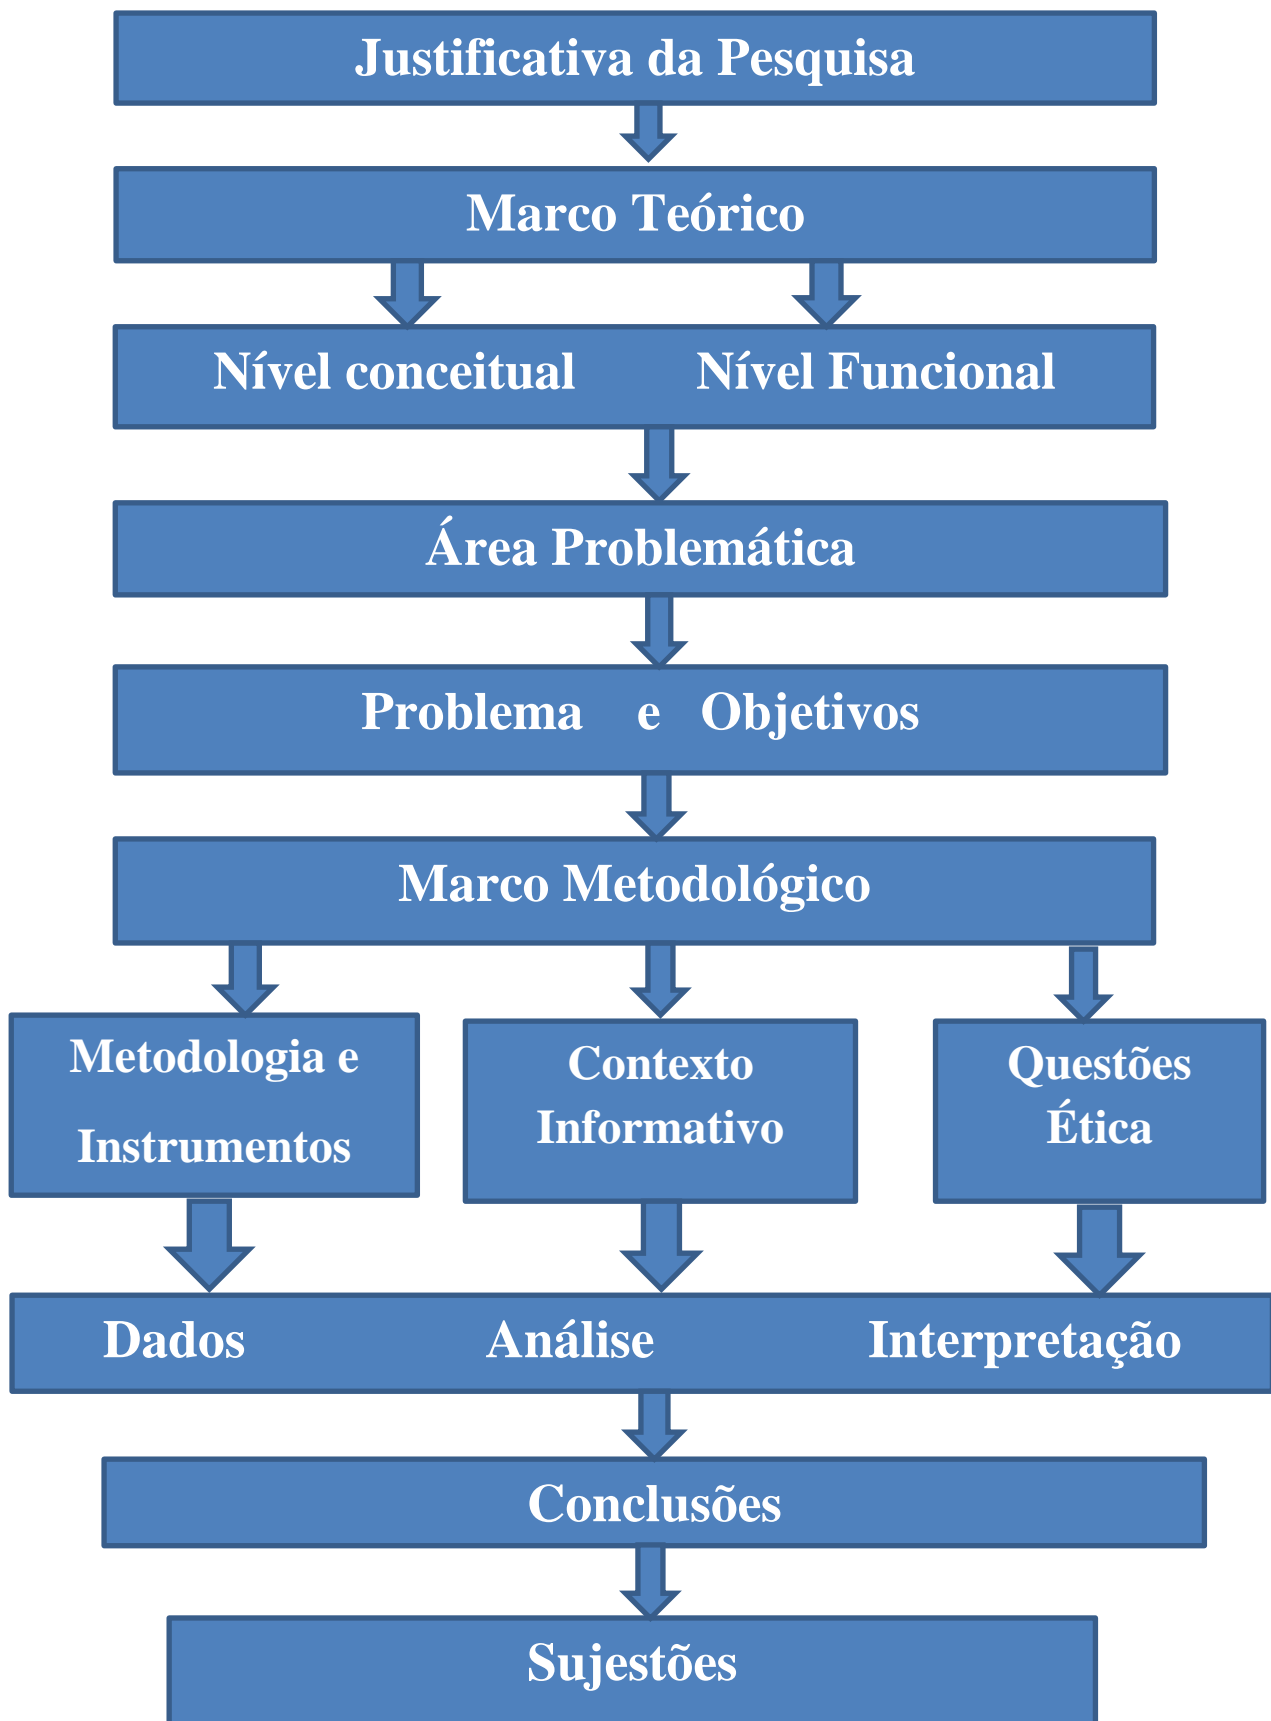 Justificativa da Pesquisa
Marco Teórico
Nível conceitual Nível Funcional
Área Problemática
Problema e Objetivos
Marco Metodológico
Metodologia e
Instrumentos
Contexto
Informativo
Questões
Ética
Dados Análise Interpretação
Conclusões
Sujestões